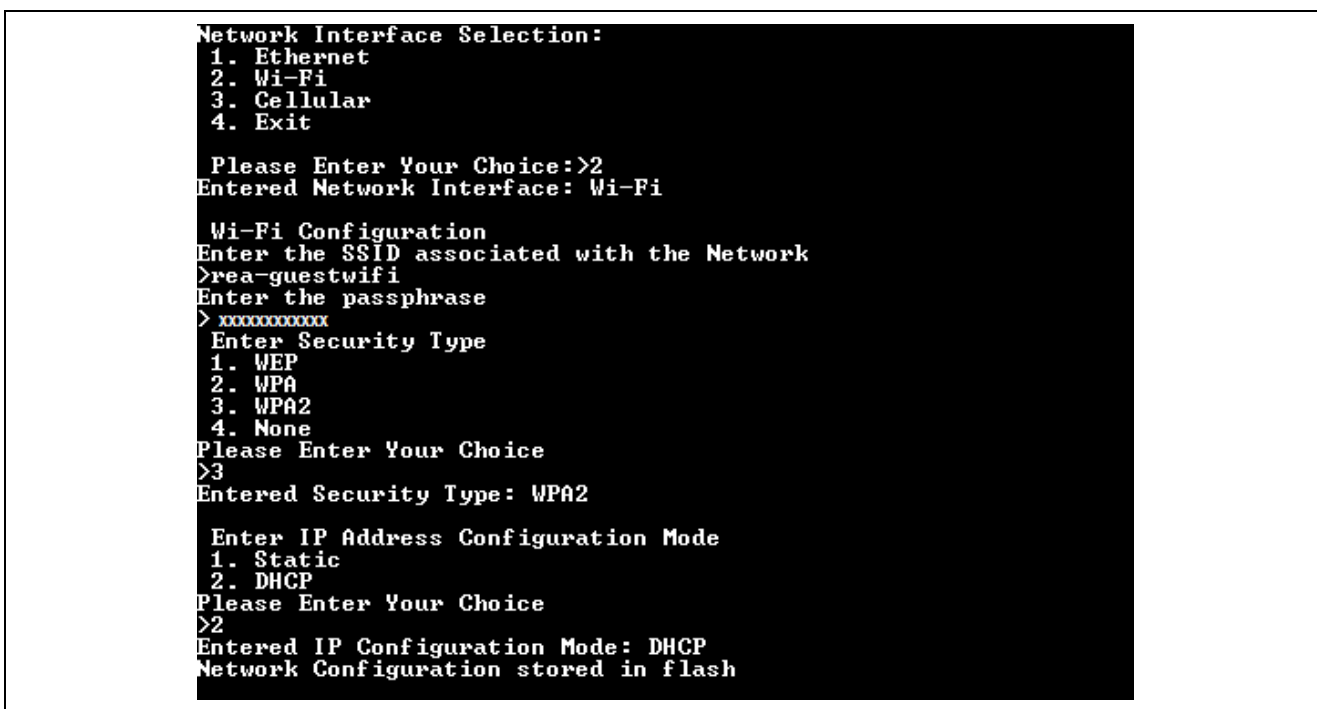 Network Interface Selection:
1. Ethernet
2. Wi-Fi
3. Cellular
4. Exit
Please Enter Your Choice:>2
Entered Network Interface: Wi-Fi
Wi-Fi Configuration
Enter the SSID associated with the Network
>rea-guestwifi
Enter the passphrase
> xxxxxxxxxxxx
Enter Security Type
1. WEP
2. WPA
3. WPA2
4. None
Please Enter Your Choice
>3
Entered Security Type: WPA2
Enter IP Address Configuration Mode
1. Static
2. DHCP
Please Enter Your Choice
>2
Entered IP Configuration Mode: DHCP
Network Configuration stored in flash